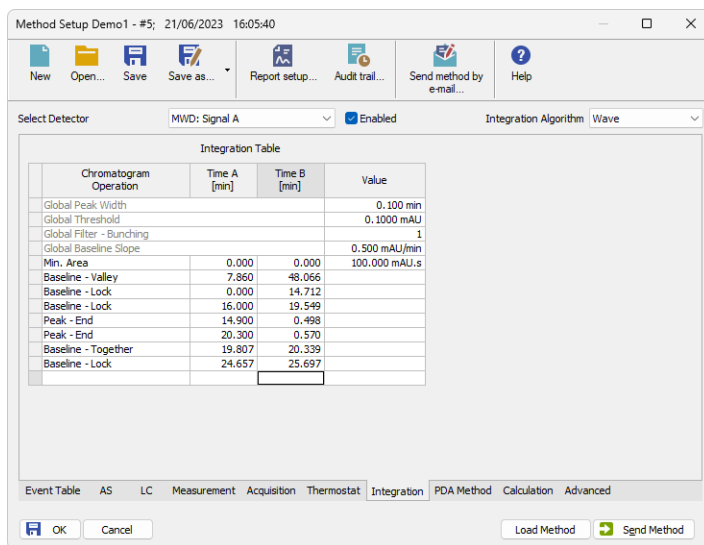 Method Setup Demo1 - #5; 21/06/2023 16:05:40
New Open... Save Save as... Report setup... Audit trail... Send method by e-mail... Help
Select Detector MWD: Signal A Enabled Integration Algorithm Wave
Integration Table
Chromatogram Operation Time A [min] Time B [min] Value
Global Peak Width 0.100 min
Global Threshold 0.1000 mAU
Global Filter - Bunching 1
Global Baseline Slope 0.500 mAU/min
Min. Area 0.000 0.000 100.000 mAU.s
Baseline - Valley 7.860 48.066
Baseline - Lock 0.000 14.712
Baseline - Lock 16.000 19.549
Peak - End 14.900 0.498
Peak - End 20.300 0.570
Baseline - Together 19.807 20.339
Baseline - Lock 24.657 25.697
Event Table AS LC Measurement Acquisition Thermostat Integration PDA Method Calculation Advanced
OK Cancel Load Method Send Method